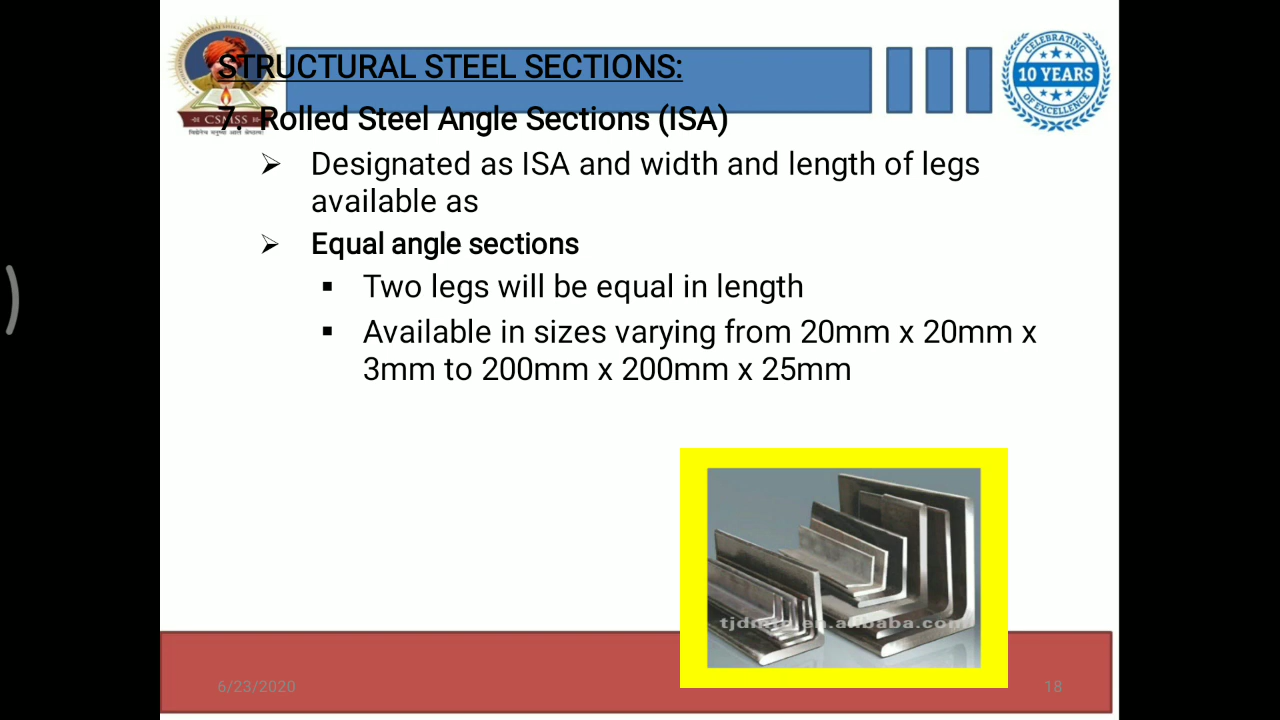 STRUCTURAL STEEL SECTIONS:
CELEBRATING
10 YEARS
OF EXCELLENCE
7. Rolled Steel Angle Sections (ISA)
CSMSS
➢ Designated as ISA and width and length of legs
available as
➢ Equal angle sections
▪ Two legs will be equal in length
▪ Available in sizes varying from 20mm x 20mm x
3mm to 200mm x 200mm x 25mm
6/23/2020
18